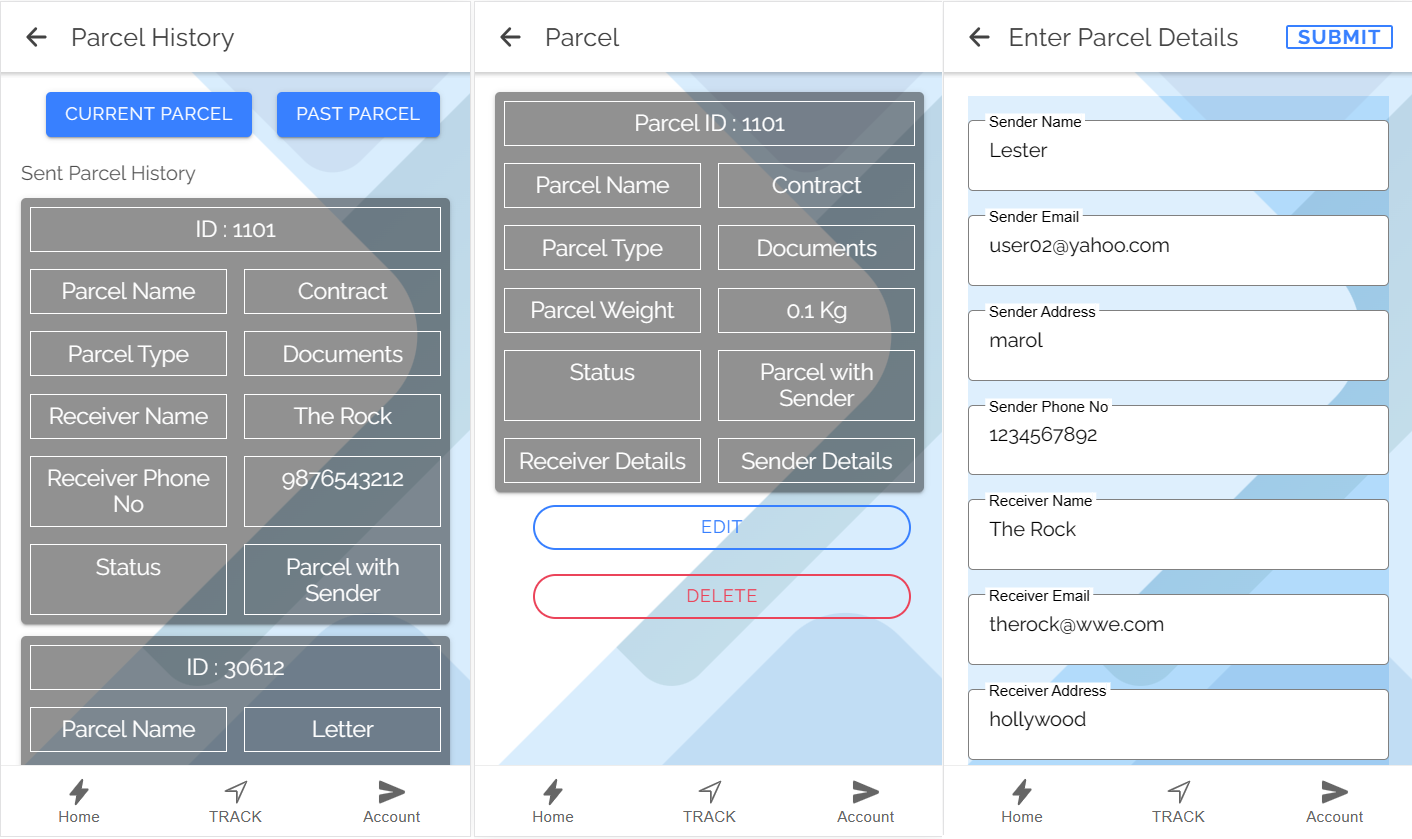 Parcel History
CURRENT PARCEL PAST PARCEL
Sent Parcel History
ID : 1101
Parcel Name Contract
Parcel Type Documents
Receiver Name The Rock
Receiver Phone 9876543212
No
Status Parcel with
Sender
ID : 30612
Parcel Name Letter
Home TRACK Account
Parcel
Parcel ID : 1101
Parcel Name Contract
Parcel Type Documents
Parcel Weight 0.1 Kg
Status Parcel with
Sender
Receiver Details Sender Details
EDIT
DELETE
Home TRACK Account
Enter Parcel Details SUBMIT
Sender Name
Lester
Sender Email
user02@yahoo.com
Sender Address
marol
Sender Phone No
1234567892
Receiver Name
The Rock
Receiver Email
therock@wwe.com
Receiver Address
hollywood
Home TRACK Account